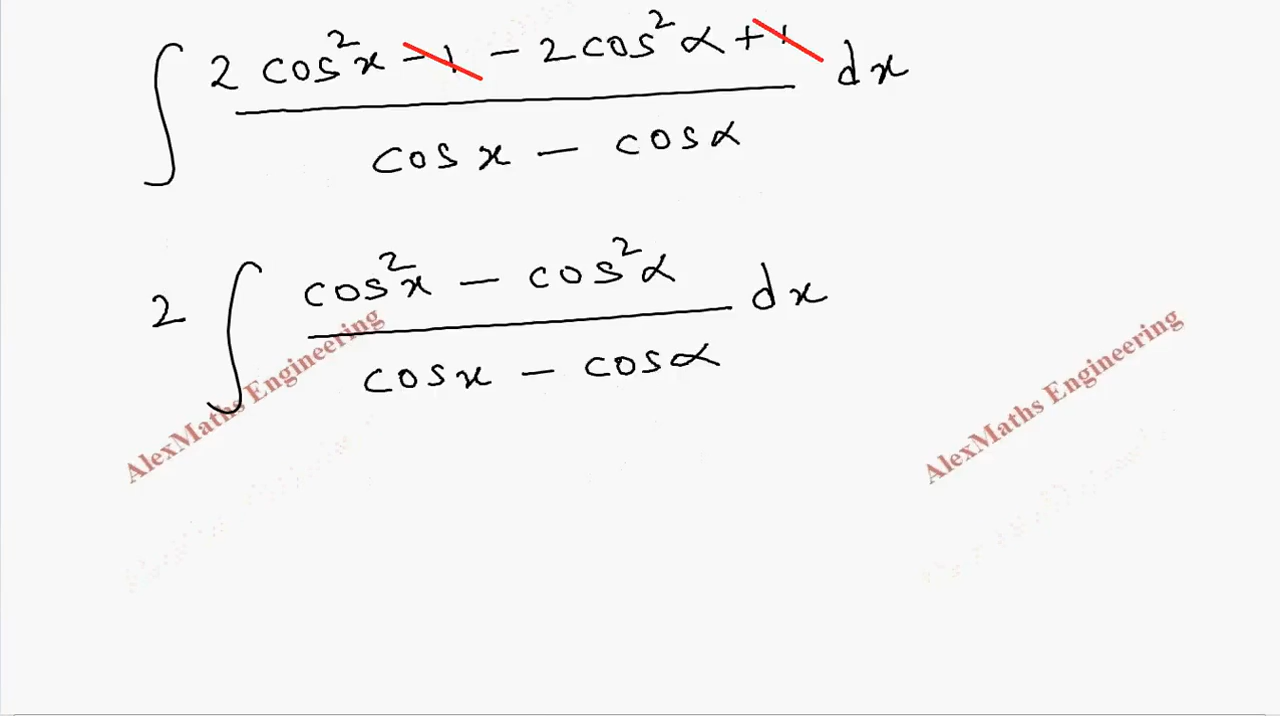 ∫ (2 cos²x − 1 − 2 cos²α + 1) / (cos x − cos α) dx
2 ∫ (cos²x − cos²α) / (cos x − cos α) dx
AlexMaths Engineering
AlexMaths Engineering